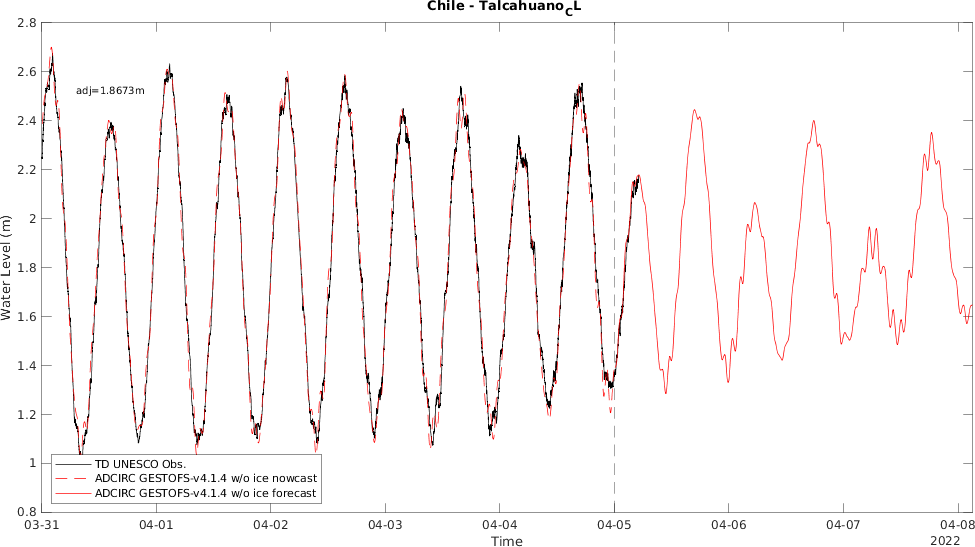 Chile - Talcahuano_CL
2.8
2.6
2.4
2.2
2
1.8
1.6
1.4
1.2
1
0.8
Water Level (m)
adj=1.8673m
TD UNESCO Obs.
ADCIRC GESTOFS-v4.1.4 w/o ice nowcast
ADCIRC GESTOFS-v4.1.4 w/o ice forecast
03-31 04-01 04-02 04-03 04-04 04-05 04-06 04-07 04-08
Time 2022